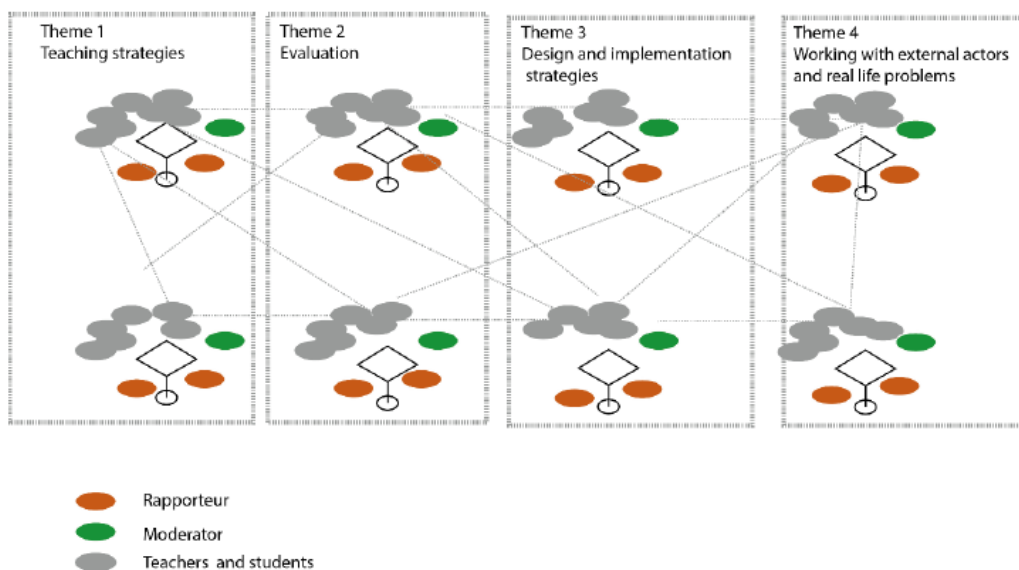 Theme 1
Teaching strategies
Theme 2
Evaluation
Theme 3
Design and implementation
strategies
Theme 4
Working with external actors
and real life problems
Rapporteur
Moderator
Teachers and students